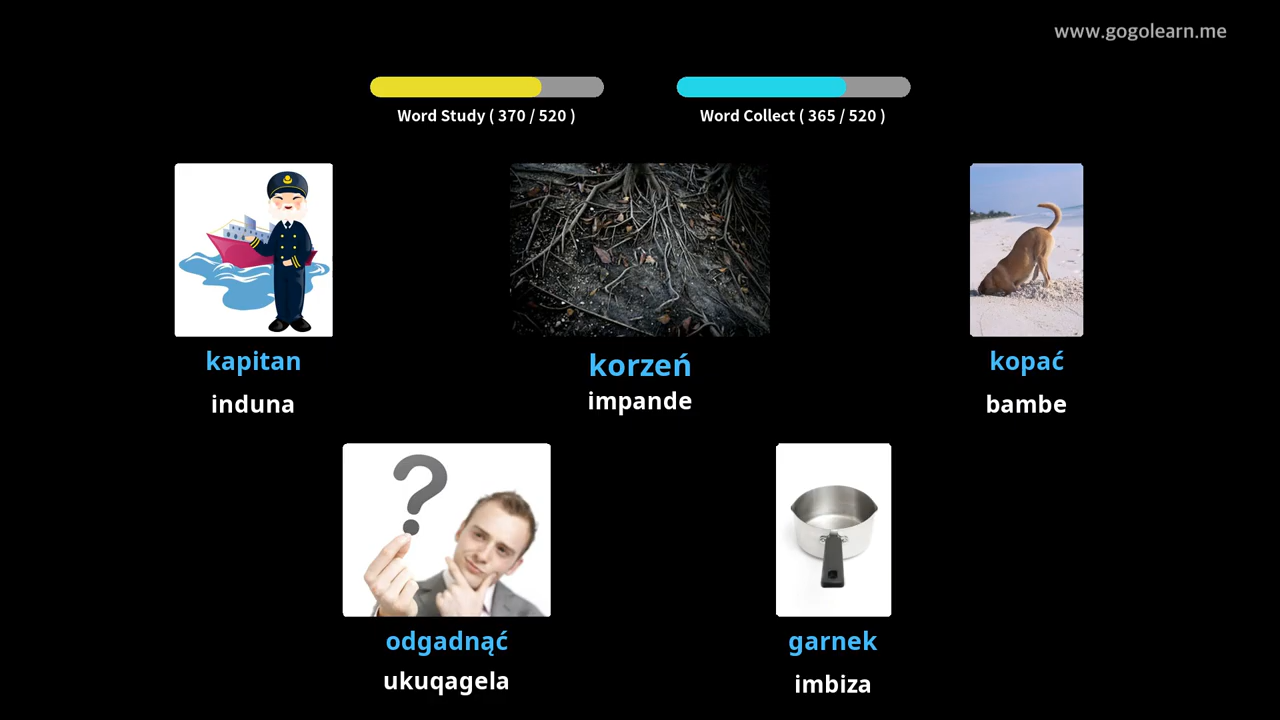 www.gogolearn.me
Word Study ( 370 / 520 )
Word Collect ( 365 / 520 )
kapitan
induna
korzeń
impande
kopać
bambe
odgadnąć
ukuqagela
garnek
imbiza